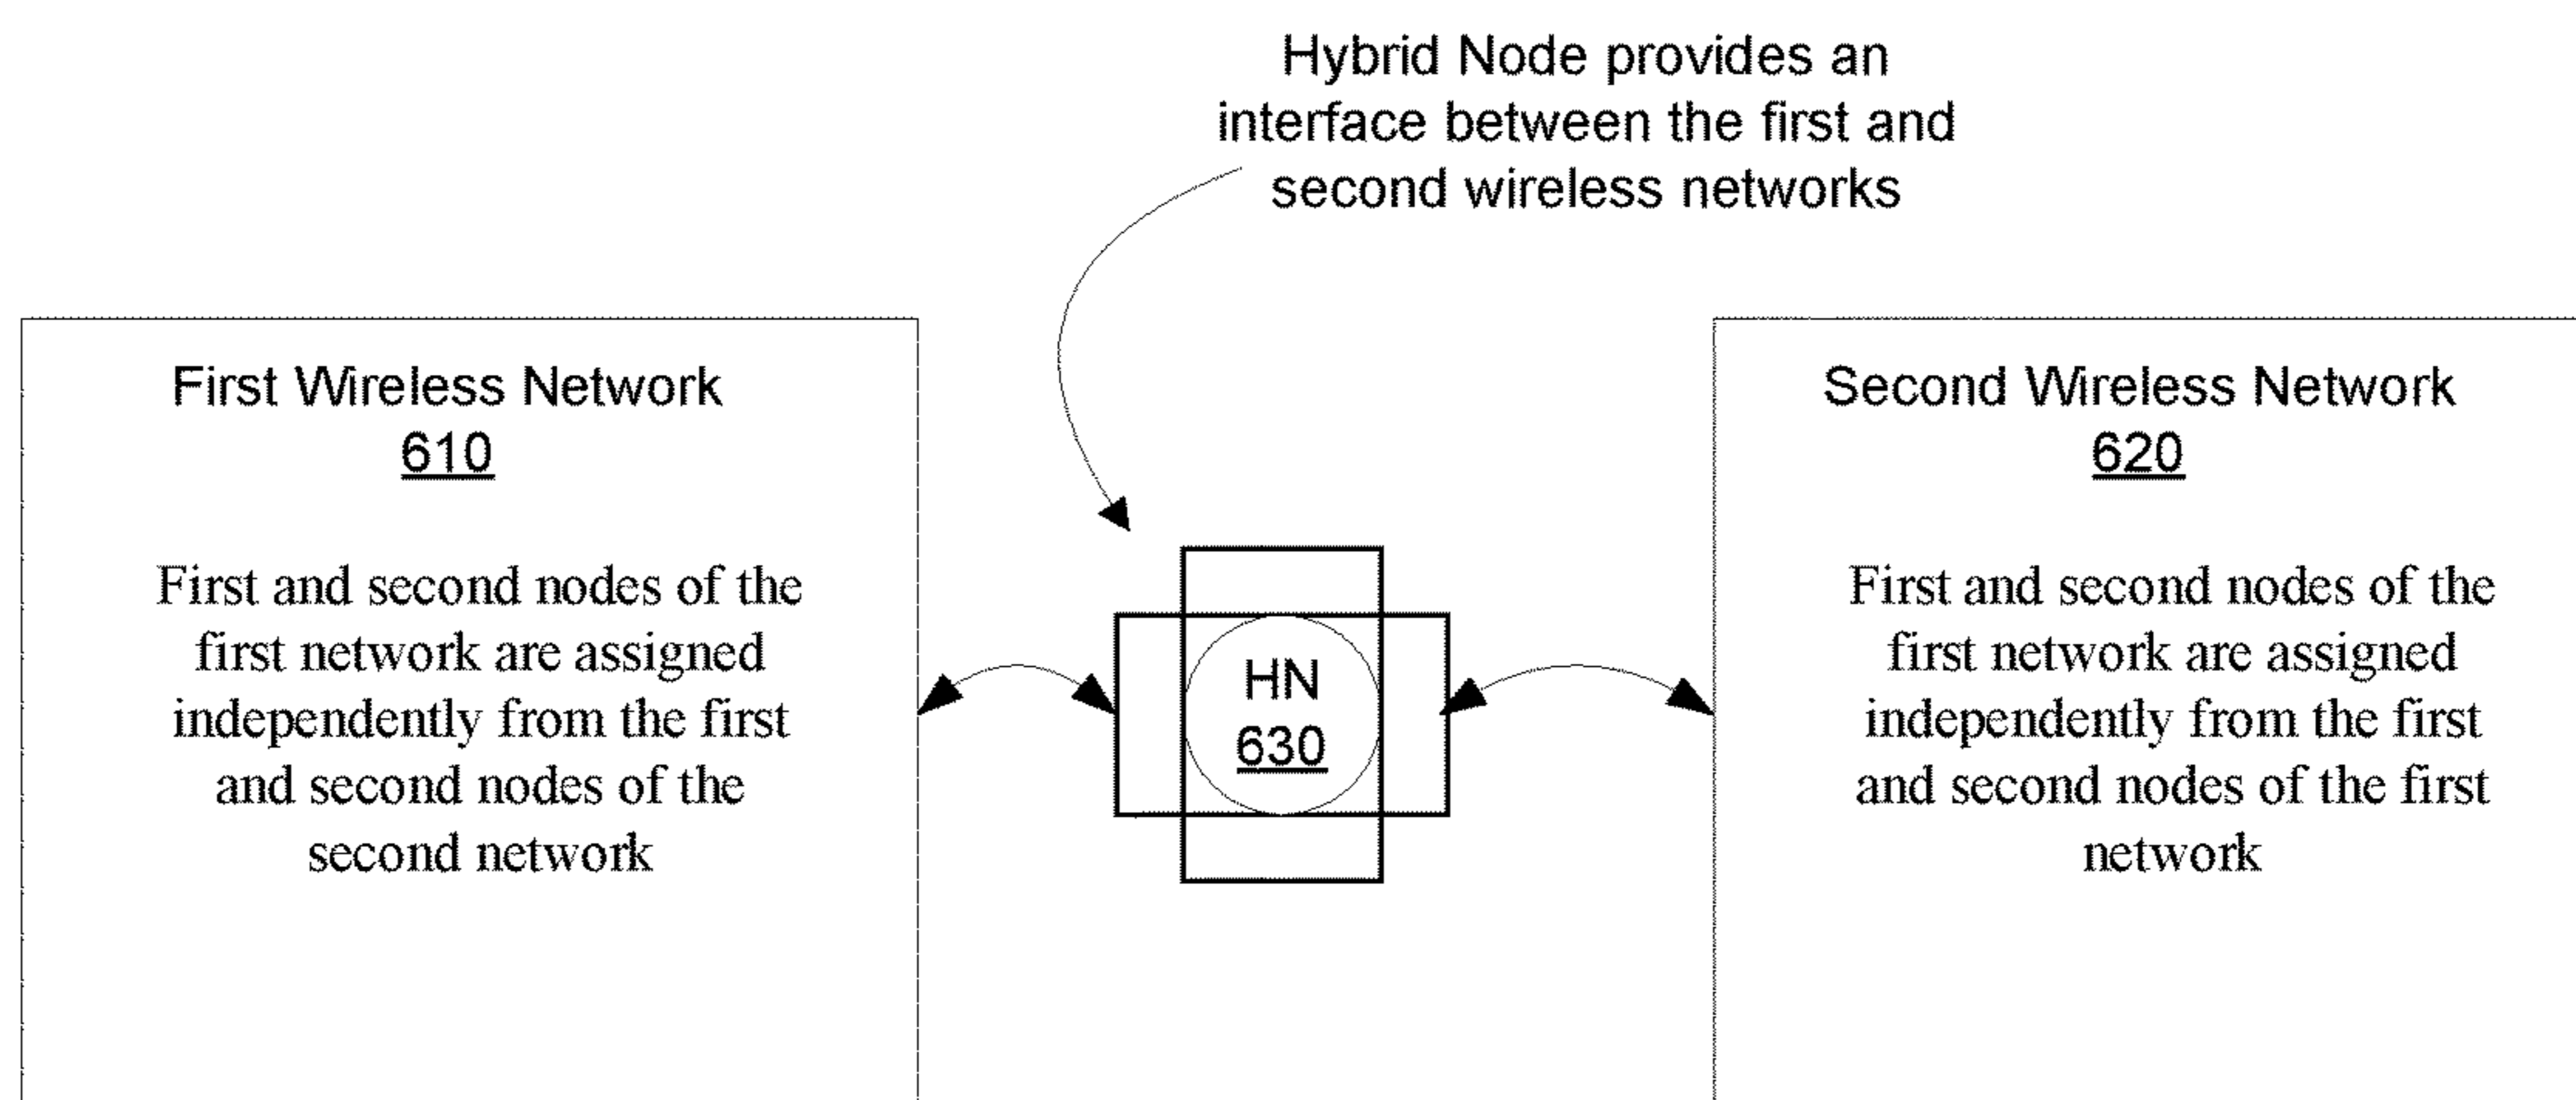 Hybrid Node provides an
interface between the first and
second wireless networks
First Wireless Network
610
First and second nodes of the
first network are assigned
independently from the first
and second nodes of the
second network
HN
630
Second Wireless Network
620
First and second nodes of the
first network are assigned
independently from the first
and second nodes of the first
network